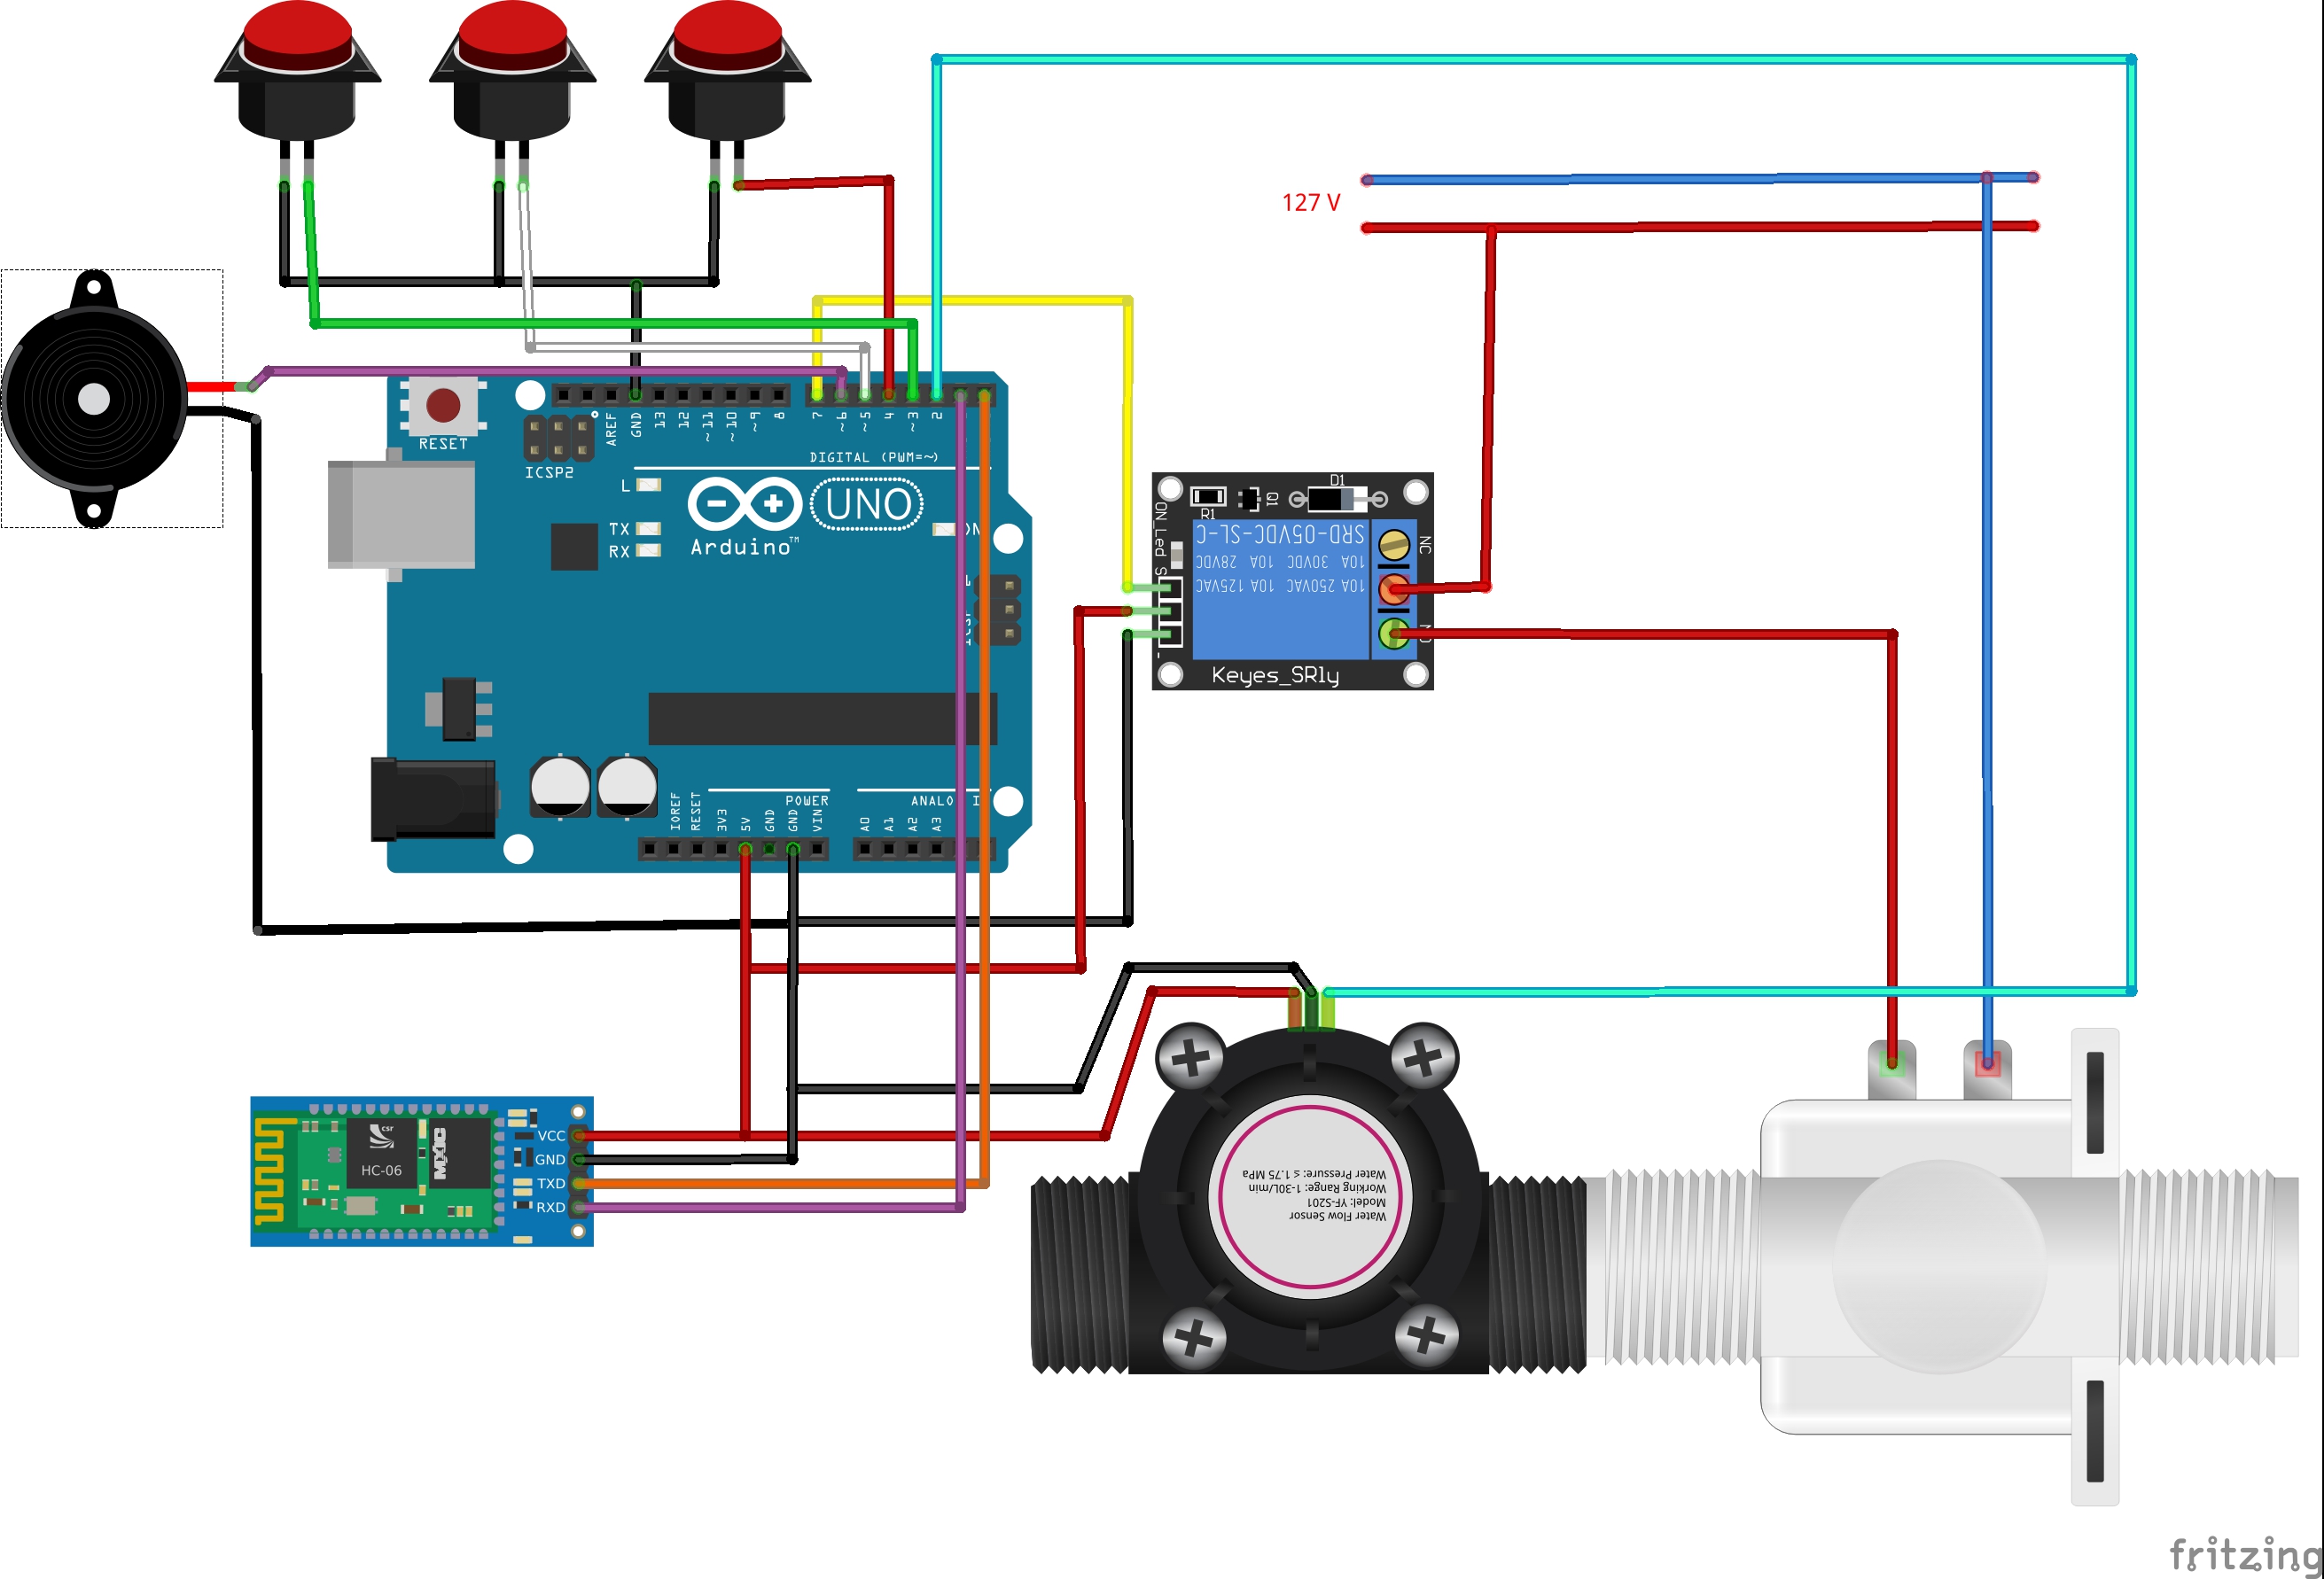 127 V
RESET
ICSP2
AREF
GND
13
12
~11
~10
~9
8
7
~6
~5
4
~3
2
DIGITAL (PWM=~)
L
TX
RX
UNO
Arduino™
IOREF
RESET
3V3
5V
GND
GND
VIN
POWER
A0
A1
A2
A3
ON_Led
S
-
R1
Q1
D1
SRD-05VDC-SL-C
10A 30VDC 10A 28VDC
10A 250VAC 10A 125VAC
NC
NO
Keyes_SRly
csr
HC-06
MXIC
VCC
GND
TXD
RXD
Water Flow Sensor
Model: YF-S201
Working Range: 1-30L/min
Water Pressure: ≤ 1.75 MPa
fritzing